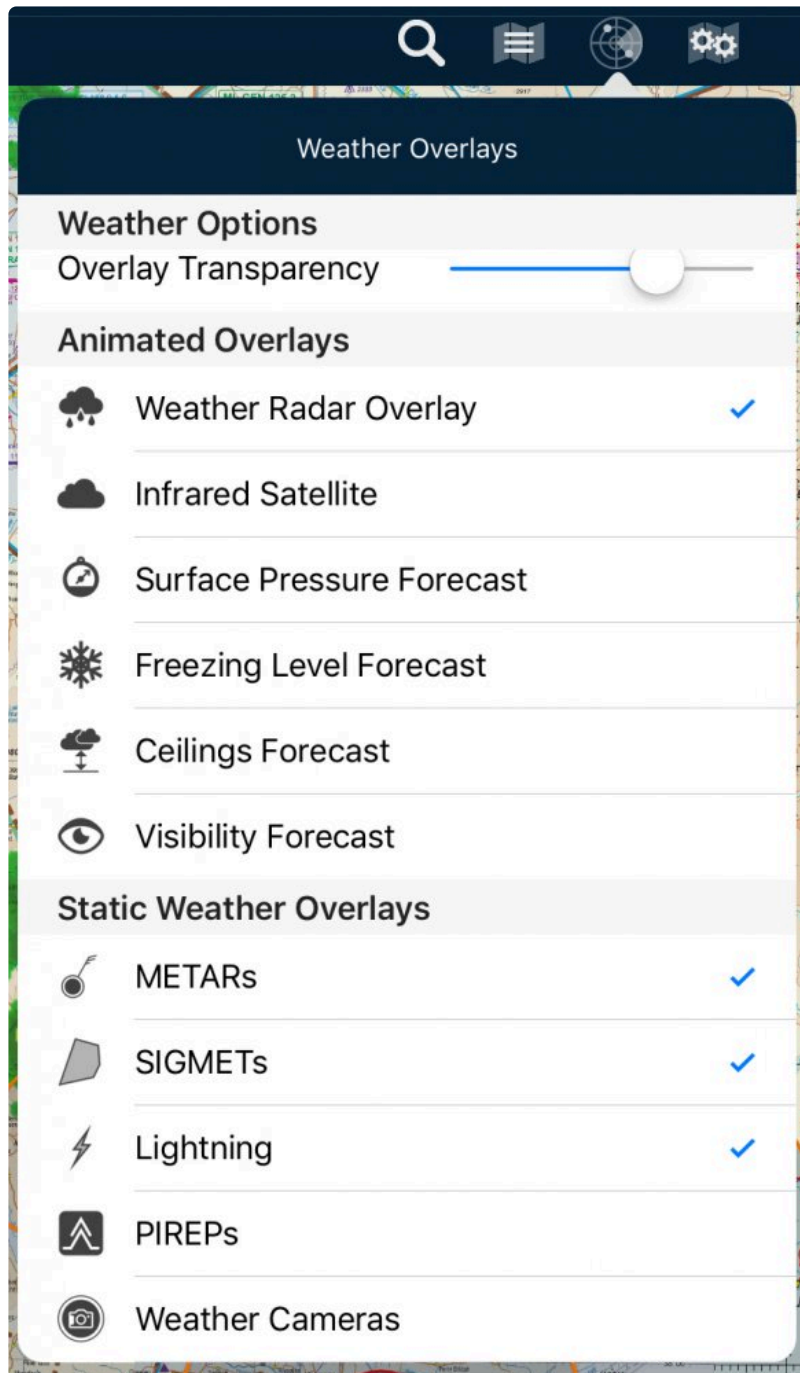 Weather Overlays
Weather Options
Overlay Transparency
Animated Overlays
Weather Radar Overlay
Infrared Satellite
Surface Pressure Forecast
Freezing Level Forecast
Ceilings Forecast
Visibility Forecast
Static Weather Overlays
METARs
SIGMETs
Lightning
PIREPs
Weather Cameras